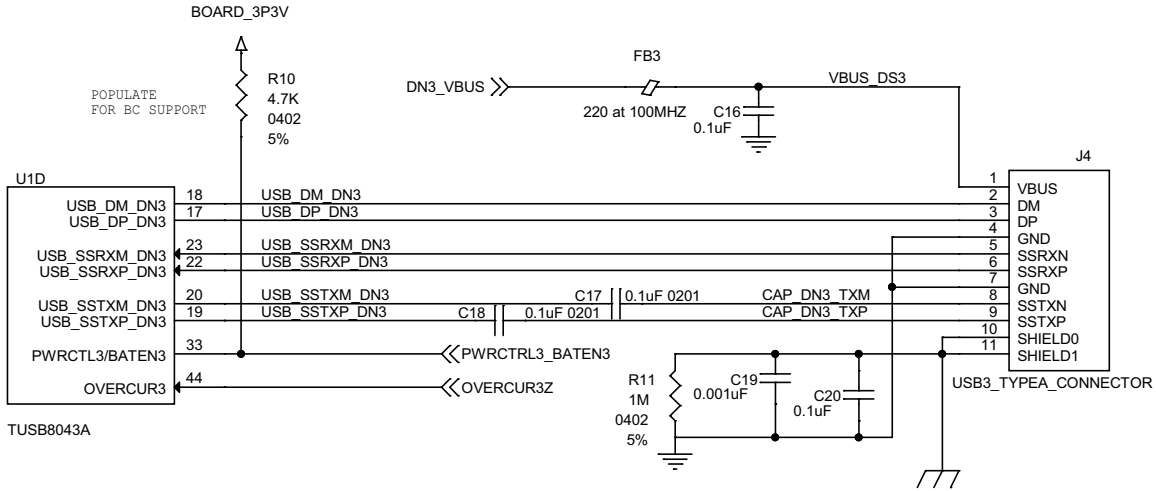 BOARD_3P3V
R10
4.7K
0402
5%
POPULATE
FOR BC SUPPORT
FB3
DN3_VBUS
220 at 100MHZ
C16
0.1uF
VBUS_DS3
J4
U1D
USB_DM_DN3
18
USB_DM_DN3
USB_DP_DN3
17
USB_DP_DN3
USB_SSRXM_DN3
23
USB_SSRXM_DN3
USB_SSRXP_DN3
22
USB_SSRXP_DN3
USB_SSTXM_DN3
20
USB_SSTXM_DN3
C17
0.1uF 0201
CAP_DN3_TXM
USB_SSTXP_DN3
19
USB_SSTXP_DN3
C18
0.1uF 0201
CAP_DN3_TXP
PWRCTL3/BATEN3
33
PWRCTRL3_BATEN3
OVERCUR3
44
OVERCUR3Z
TUSB8043A
1
VBUS
2
DM
3
DP
4
GND
5
SSRXN
6
SSRXP
7
GND
8
SSTXN
9
SSTXP
10
SHIELD0
11
SHIELD1
USB3_TYPEA_CONNECTOR
R11
1M
0402
5%
C19
0.001uF
C20
0.1uF